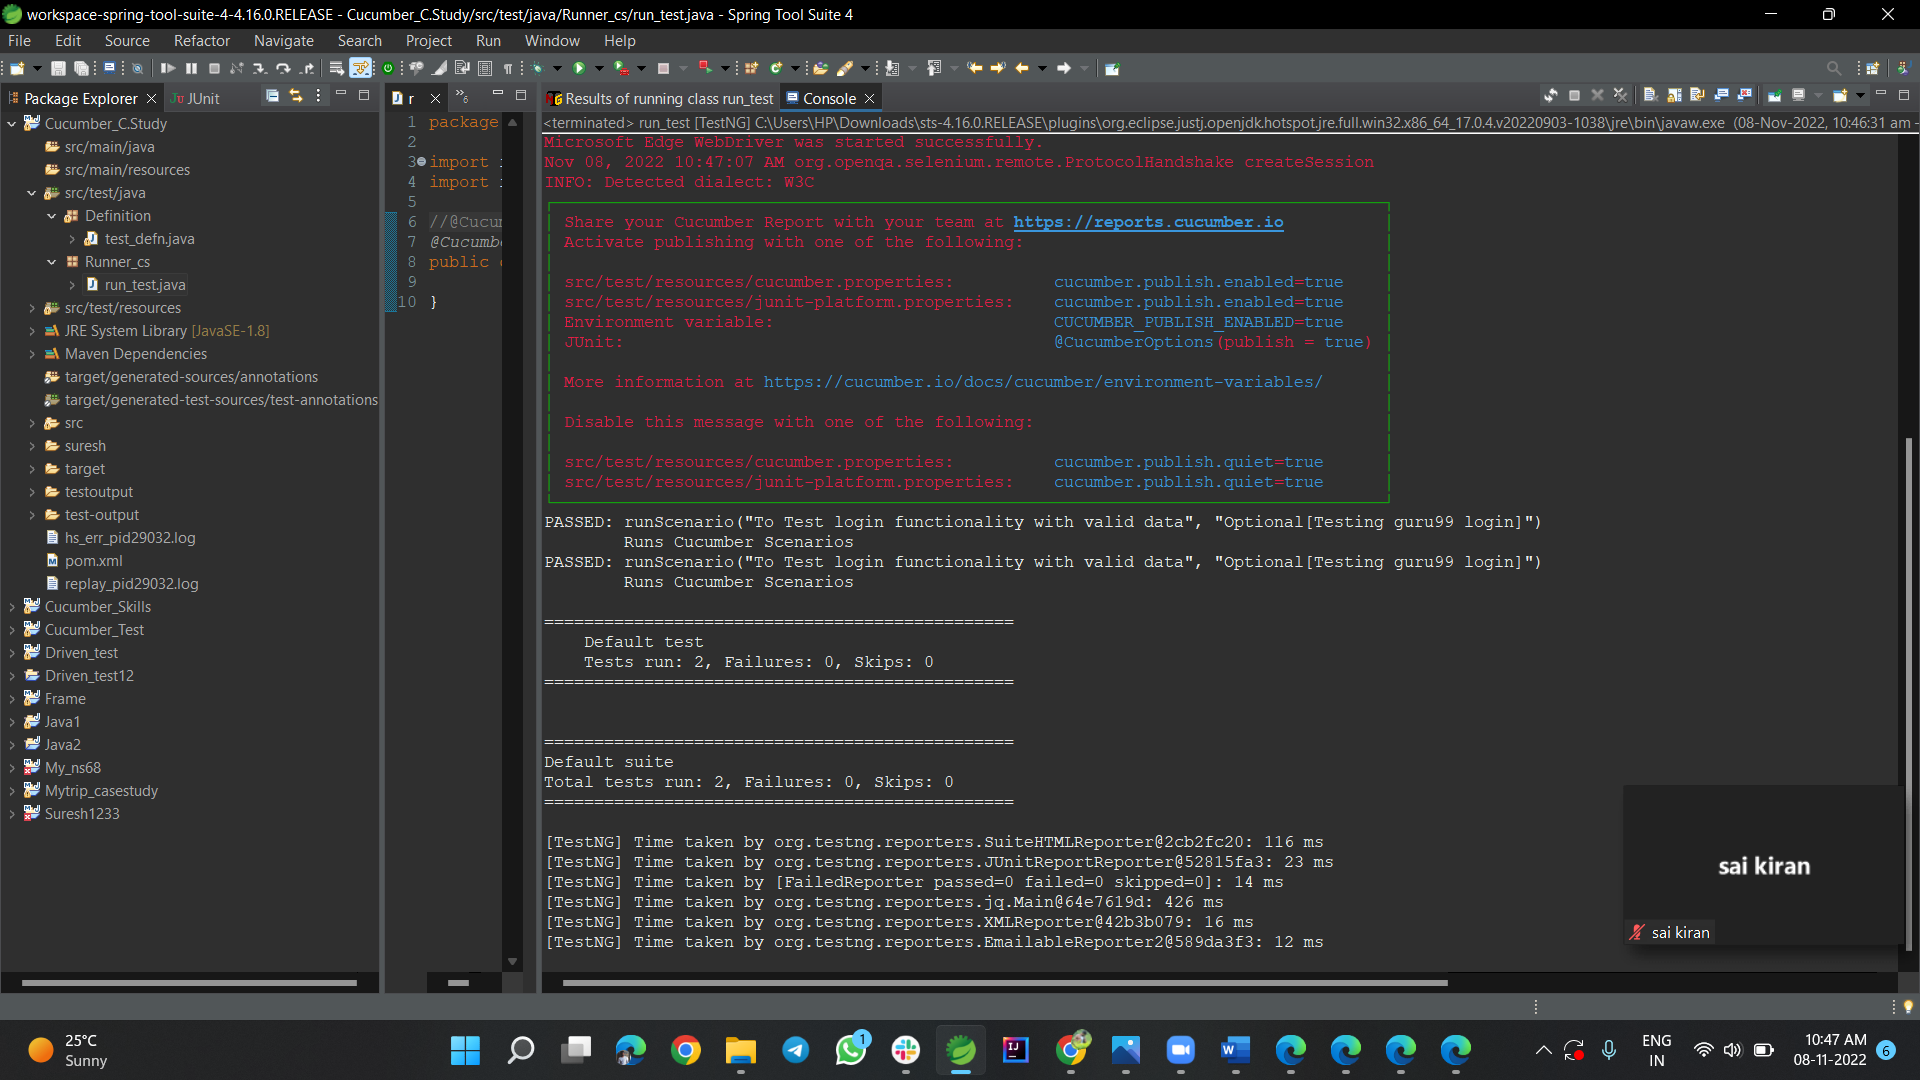 workspace-spring-tool-suite-4-4.16.0.RELEASE - Cucumber_C.Study/src/test/java/Runner_cs/run_test.java - Spring Tool Suite 4
File Edit Source Refactor Navigate Search Project Run Window Help
Package Explorer
JUnit
Cucumber_C.Study
src/main/java
src/main/resources
src/test/java
Definition
test_defn.java
Runner_cs
run_test.java
src/test/resources
JRE System Library [JavaSE-1.8]
Maven Dependencies
target/generated-sources/annotations
target/generated-test-sources/test-annotations
src
suresh
target
testoutput
test-output
hs_err_pid29032.log
pom.xml
replay_pid29032.log
Cucumber_Skills
Cucumber_Test
Driven_test
Driven_test12
Frame
Java1
Java2
My_ns68
Mytrip_casestudy
Suresh1233
r
6
1 package
2
3 import
4 import
5
6 //@Cucum
7 @Cucumb
8 public
9
10 }
Results of running class run_test
Console
<terminated> run_test [TestNG] C:\Users\HP\Downloads\sts-4.16.0.RELEASE\plugins\org.eclipse.justj.openjdk.hotspot.jre.full.win32.x86_64_17.0.4.v20220903-1038\jre\bin\javaw.exe (08-Nov-2022, 10:46:31 am -
Microsoft Edge WebDriver was started successfully.
Nov 08, 2022 10:47:07 AM org.openqa.selenium.remote.ProtocolHandshake createSession
INFO: Detected dialect: W3C
Share your Cucumber Report with your team at https://reports.cucumber.io
Activate publishing with one of the following:
src/test/resources/cucumber.properties: cucumber.publish.enabled=true
src/test/resources/junit-platform.properties: cucumber.publish.enabled=true
Environment variable: CUCUMBER_PUBLISH_ENABLED=true
JUnit: @CucumberOptions(publish = true)
More information at https://cucumber.io/docs/cucumber/environment-variables/
Disable this message with one of the following:
src/test/resources/cucumber.properties: cucumber.publish.quiet=true
src/test/resources/junit-platform.properties: cucumber.publish.quiet=true
PASSED: runScenario("To Test login functionality with valid data", "Optional[Testing guru99 login]")
Runs Cucumber Scenarios
PASSED: runScenario("To Test login functionality with valid data", "Optional[Testing guru99 login]")
Runs Cucumber Scenarios
===============================================
Default test
Tests run: 2, Failures: 0, Skips: 0
===============================================
===============================================
Default suite
Total tests run: 2, Failures: 0, Skips: 0
===============================================
[TestNG] Time taken by org.testng.reporters.SuiteHTMLReporter@2cb2fc20: 116 ms
[TestNG] Time taken by org.testng.reporters.JUnitReportReporter@52815fa3: 23 ms
[TestNG] Time taken by [FailedReporter passed=0 failed=0 skipped=0]: 14 ms
[TestNG] Time taken by org.testng.reporters.jq.Main@64e7619d: 426 ms
[TestNG] Time taken by org.testng.reporters.XMLReporter@42b3b079: 16 ms
[TestNG] Time taken by org.testng.reporters.EmailableReporter2@589da3f3: 12 ms
sai kiran
sai kiran
25°C
Sunny
1
ENG
IN
10:47 AM
08-11-2022
6